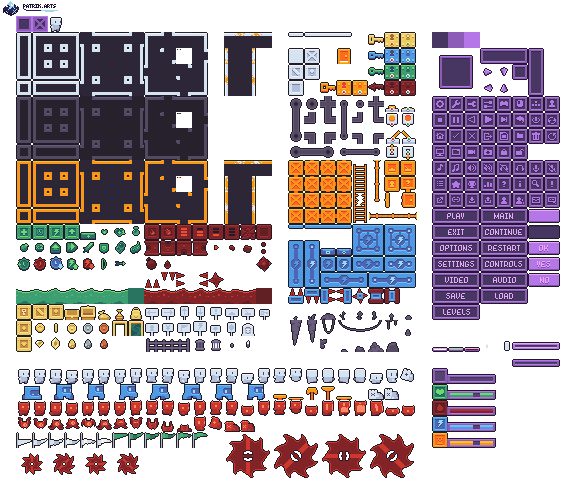 PATRIK.ARTS
PLAY MAIN
EXIT CONTINUE
OPTIONS RESTART OK
SETTINGS CONTROLS YES
VIDEO AUDIO NO
SAVE LOAD
LEVELS